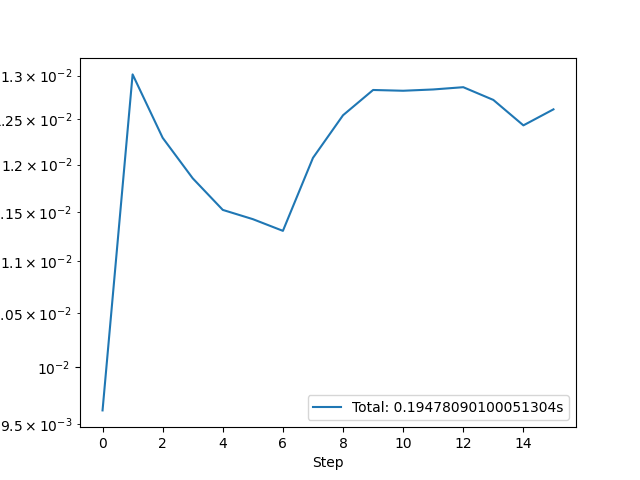 1.3 × 10⁻²
.25 × 10⁻²
1.2 × 10⁻²
.15 × 10⁻²
1.1 × 10⁻²
.05 × 10⁻²
10⁻²
9.5 × 10⁻³
0 2 4 6 8 10 12 14
Step
Total: 0.19478090100051304s